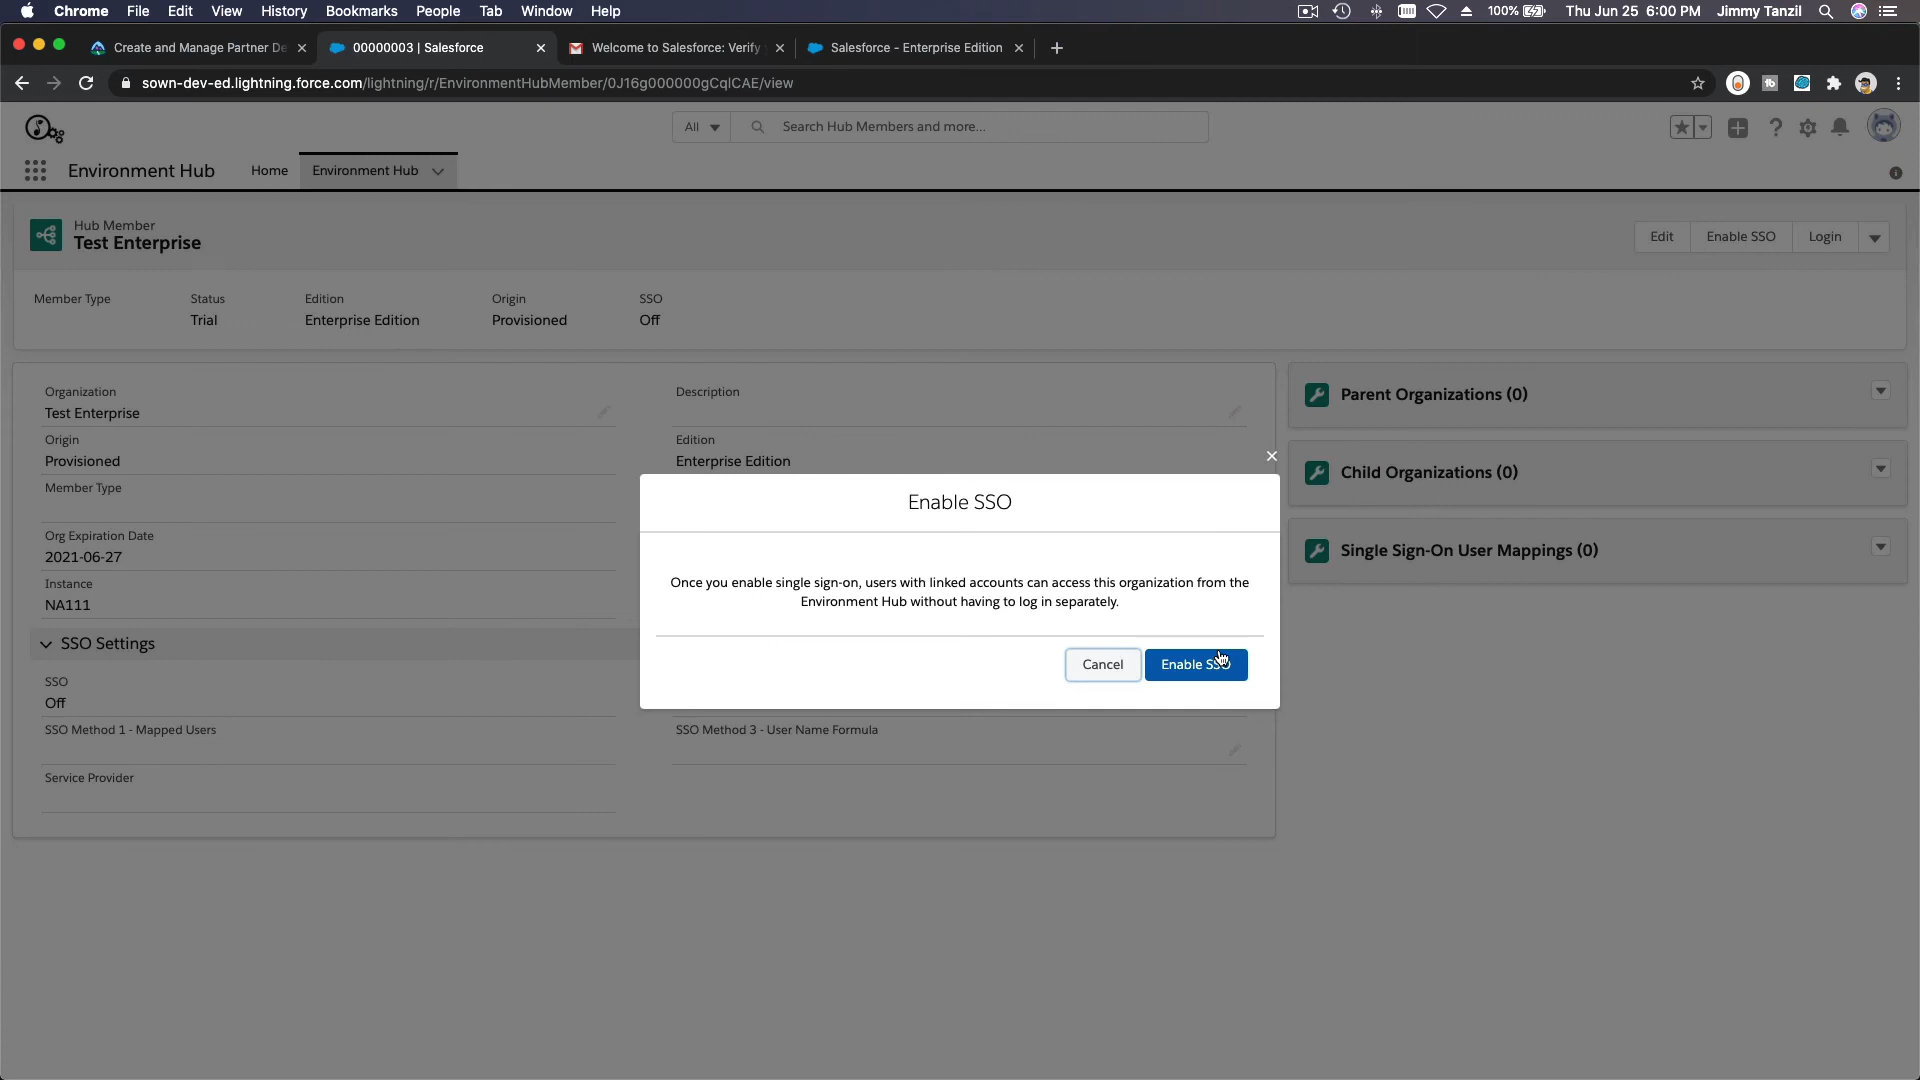 Chrome File Edit View History Bookmarks People Tab Window Help 100% Thu Jun 25 6:00 PM Jimmy Tanzil
Create and Manage Partner De 00000003 | Salesforce Welcome to Salesforce: Verify Salesforce - Enterprise Edition
sown-dev-ed.lightning.force.com/lightning/r/EnvironmentHubMember/0J16g000000gCqlCAE/view
All Search Hub Members and more...
Environment Hub Home Environment Hub
Hub Member
Test Enterprise
Edit Enable SSO Login
Member Type Status Edition Origin SSO
Trial Enterprise Edition Provisioned Off
Organization
Test Enterprise
Description
Origin
Provisioned
Edition
Enterprise Edition
Member Type
Org Expiration Date
2021-06-27
Instance
NA111
SSO Settings
SSO
Off
SSO Method 1 - Mapped Users
SSO Method 3 - User Name Formula
Service Provider
Parent Organizations (0)
Child Organizations (0)
Single Sign-On User Mappings (0)
Enable SSO
Once you enable single sign-on, users with linked accounts can access this organization from the
Environment Hub without having to log in separately.
Cancel Enable SSO